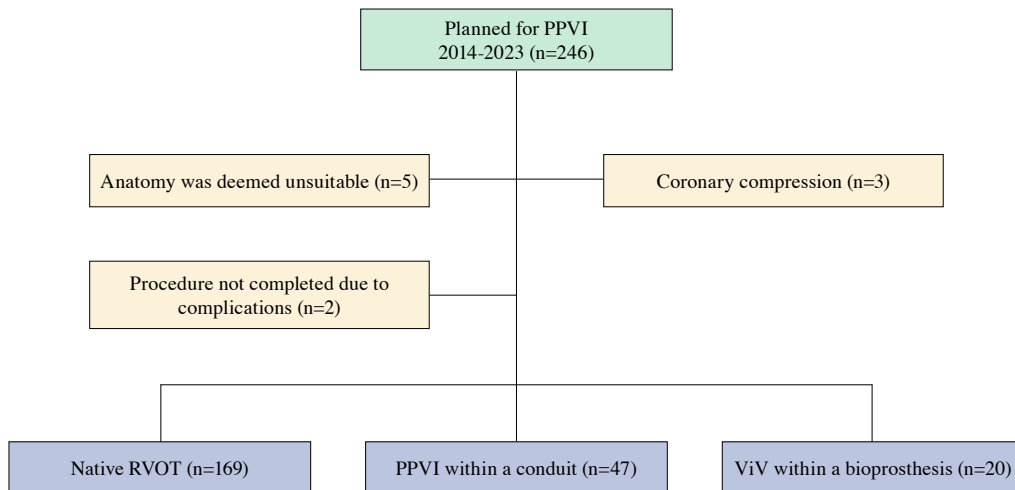 Planned for PPVI
2014-2023 (n=246)
Anatomy was deemed unsuitable (n=5)
Coronary compression (n=3)
Procedure not completed due to
complications (n=2)
Native RVOT (n=169)
PPVI within a conduit (n=47)
ViV within a bioprosthesis (n=20)